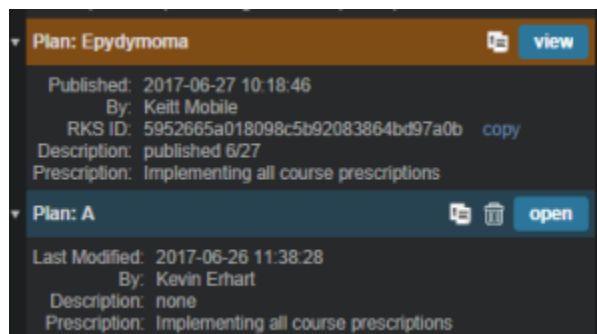 Plan: Epydymoma view
Published: 2017-06-27 10:18:46
By: Keitt Mobile
RKS ID: 5952665a018098c5b92083864bd97a0b copy
Description: published 6/27
Prescription: Implementing all course prescriptions
Plan: A open
Last Modified: 2017-06-26 11:38:28
By: Kevin Erhart
Description: none
Prescription: Implementing all course prescriptions